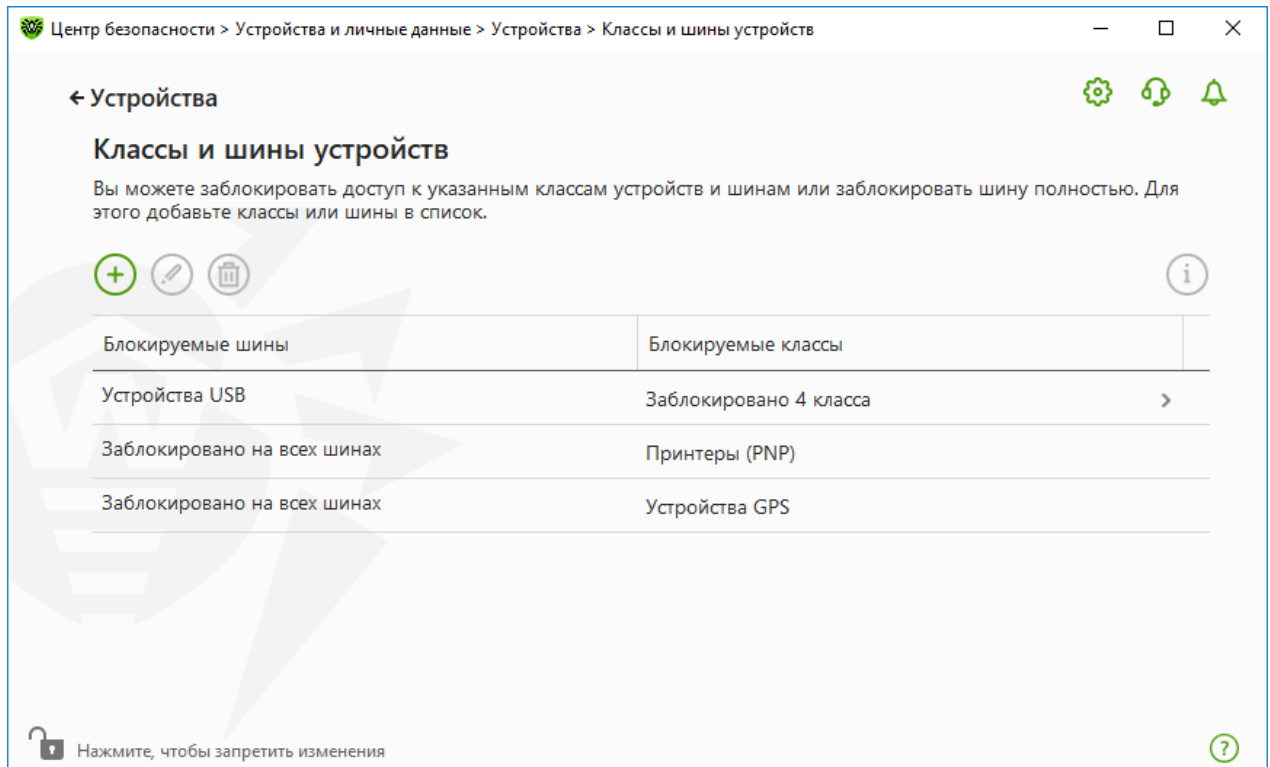 Центр безопасности > Устройства и личные данные > Устройства > Классы и шины устройств
Устройства
Классы и шины устройств
Вы можете заблокировать доступ к указанным классам устройств и шинам или заблокировать шину полностью. Для
этого добавьте классы или шины в список.
Блокируемые шины
Блокируемые классы
Устройства USB
Заблокировано 4 класса
Заблокировано на всех шинах
Принтеры (PNP)
Заблокировано на всех шинах
Устройства GPS
Нажмите, чтобы запретить изменения